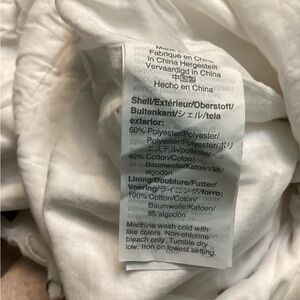 Made in China
Fabriqué en Chine
In China Hergestellt
Vervaardigd in China
中国製
Hecho en China
Shell/Extérieur/Oberstoff/
Buitenkant/シェル/tela
exterior:
60% Polyester/Polyester/
Polyester/Polyester/ポリ
エステル/poliéster
40% Cotton/Coton/
Baumwolle/Katoen/綿/
algodón
Lining/Doublure/Futter/
Voering/ライニング/forro:
100% Cotton/Coton/
Baumwolle/Katoen/
綿/algodón
Machine wash cold with
like colors. Non-chlorine
bleach only. Tumble dry
low. Iron on lowest setting.